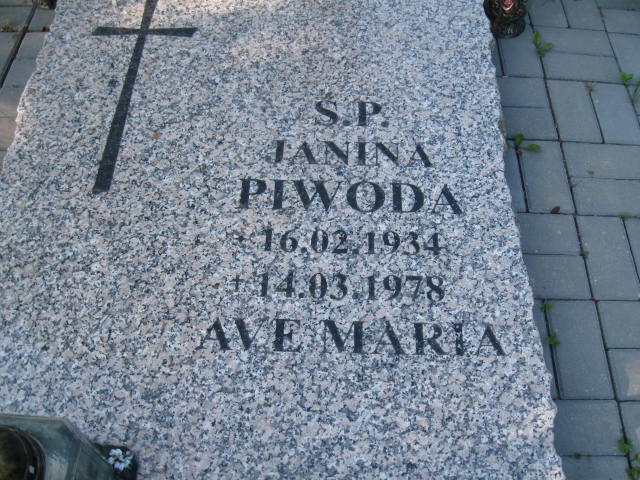 Ś.P.
JANINA
PIWODA
* 16.02.1934
+ 14.03.1978
AVE MARIA